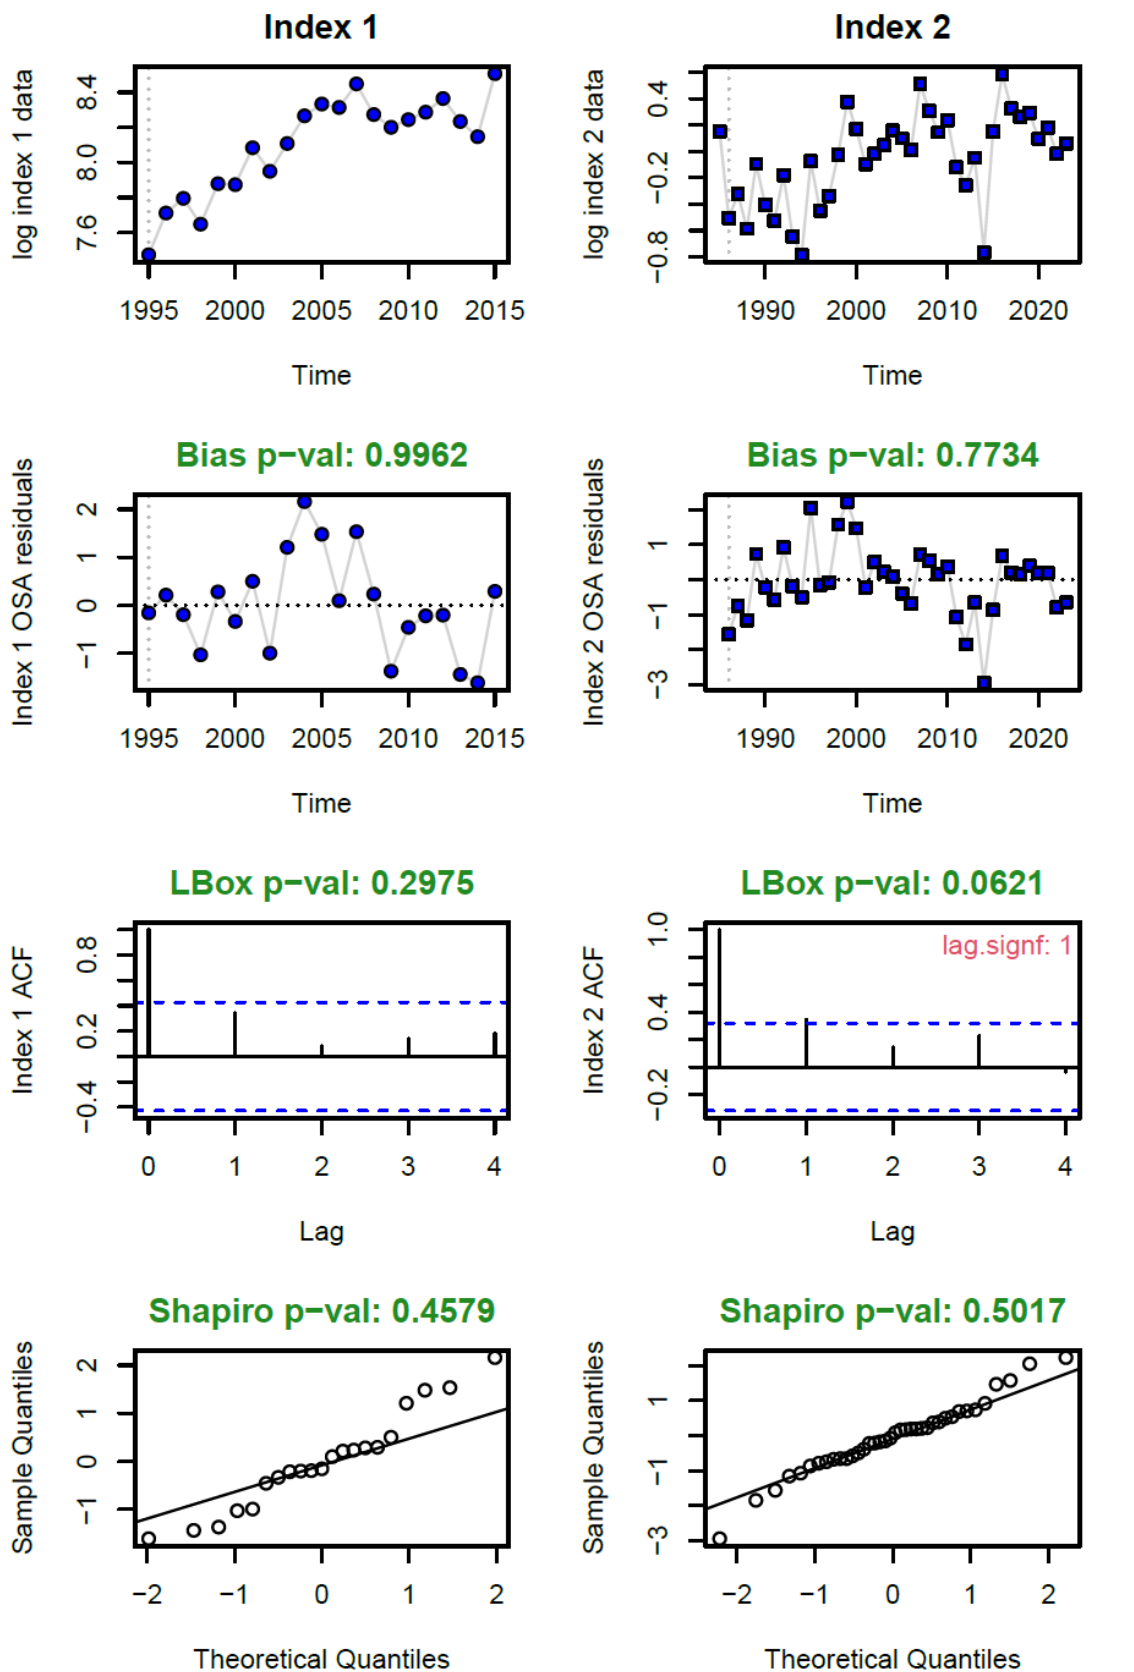 Index 1
log index 1 data
7.6 8.0 8.4
1995 2000 2005 2010 2015
Time
Index 2
log index 2 data
−0.8 −0.2 0.4
1990 2000 2010 2020
Time
Bias p−val: 0.9962
Index 1 OSA residuals
−1 0 1 2
1995 2000 2005 2010 2015
Time
Bias p−val: 0.7734
Index 2 OSA residuals
−3 −1 1
1990 2000 2010 2020
Time
LBox p−val: 0.2975
Index 1 ACF
−0.4 0.2 0.8
0 1 2 3 4
Lag
LBox p−val: 0.0621
lag.signf: 1
Index 2 ACF
−0.2 0.4 1.0
0 1 2 3 4
Lag
Shapiro p−val: 0.4579
Sample Quantiles
−1 0 1 2
−2 −1 0 1 2
Theoretical Quantiles
Shapiro p−val: 0.5017
Sample Quantiles
−3 −1 1
−2 −1 0 1 2
Theoretical Quantiles